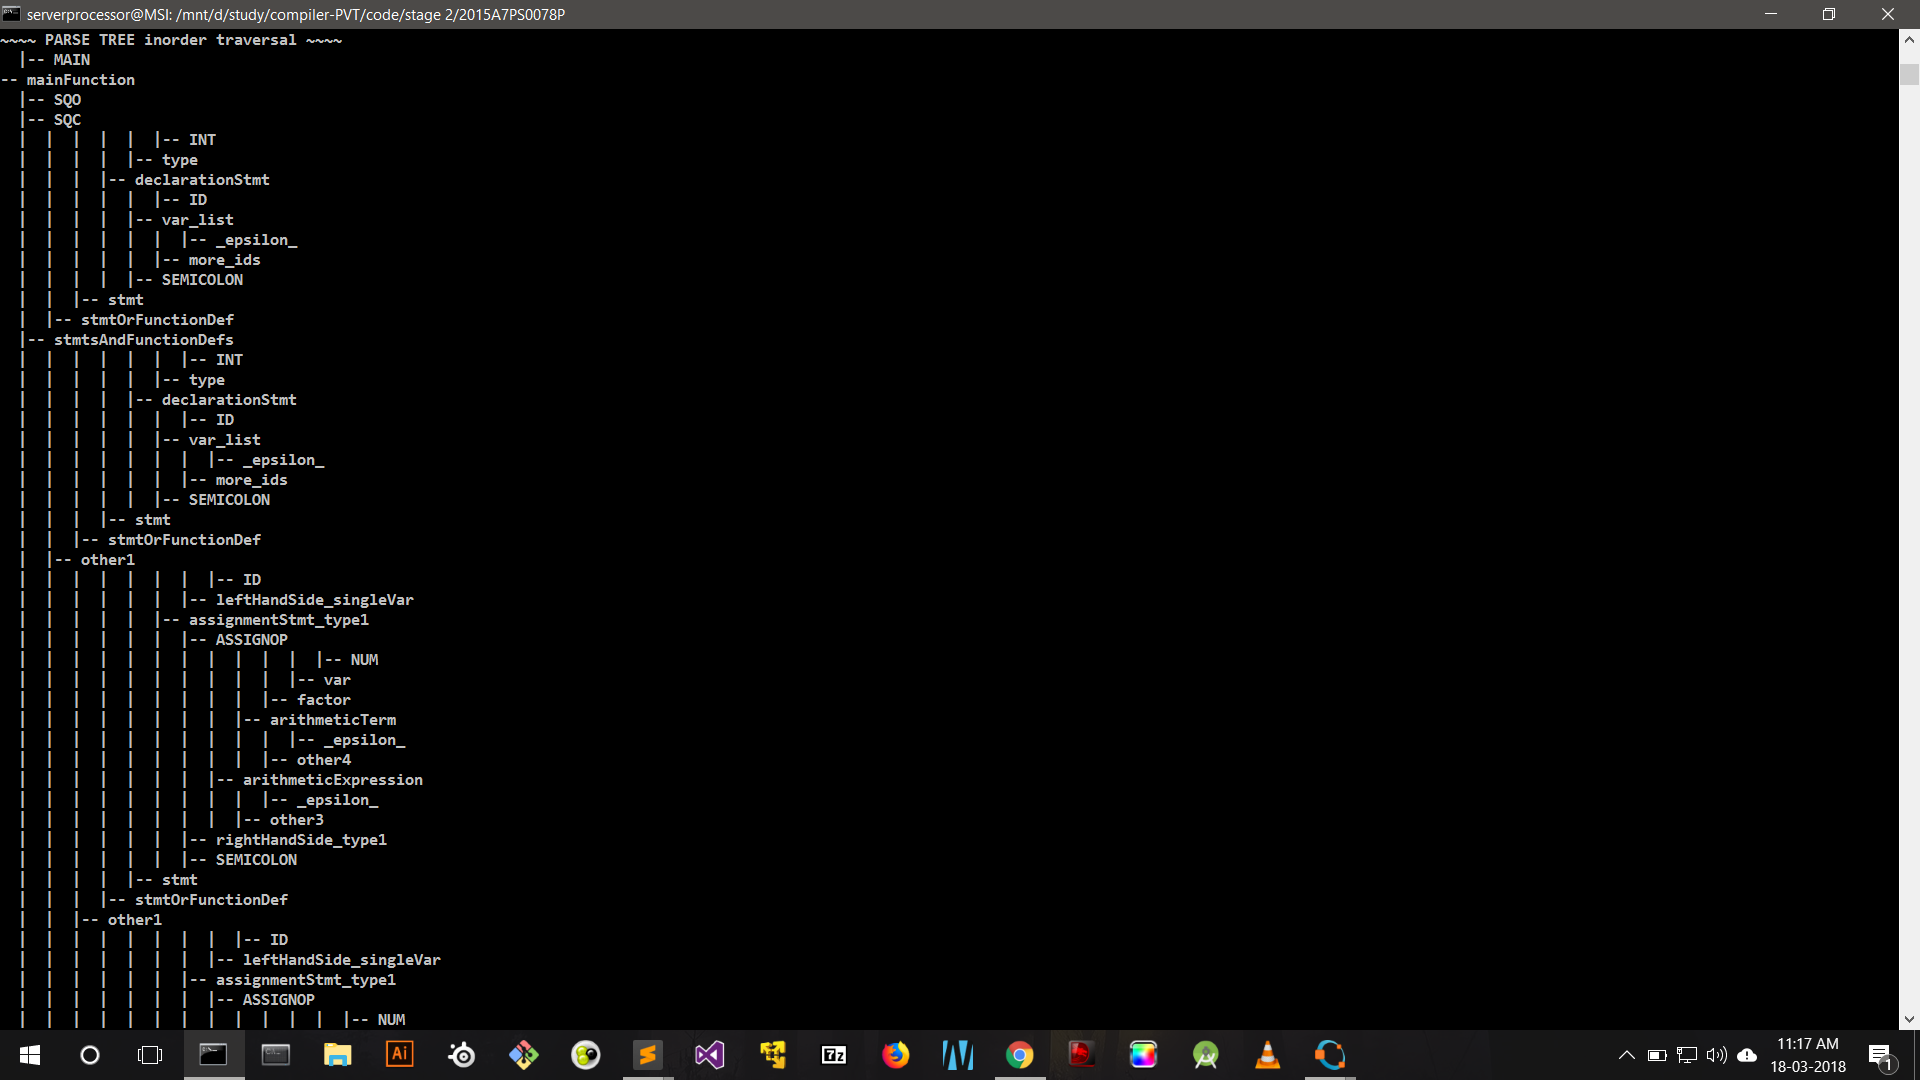 serverprocessor@MSI: /mnt/d/study/compiler-PVT/code/stage 2/2015A7PS0078P
~~~~ PARSE TREE inorder traversal ~~~~
  |-- MAIN
-- mainFunction
  |-- SQO
  |-- SQC
  |  |  |  |  |  |-- INT
  |  |  |  |  |-- type
  |  |  |  |-- declarationStmt
  |  |  |  |  |  |-- ID
  |  |  |  |  |-- var_list
  |  |  |  |  |  |  |-- _epsilon_
  |  |  |  |  |  |-- more_ids
  |  |  |  |  |-- SEMICOLON
  |  |  |-- stmt
  |  |-- stmtOrFunctionDef
  |-- stmtsAndFunctionDefs
  |  |  |  |  |  |  |-- INT
  |  |  |  |  |  |-- type
  |  |  |  |  |-- declarationStmt
  |  |  |  |  |  |  |-- ID
  |  |  |  |  |  |-- var_list
  |  |  |  |  |  |  |  |-- _epsilon_
  |  |  |  |  |  |  |-- more_ids
  |  |  |  |  |  |-- SEMICOLON
  |  |  |  |-- stmt
  |  |  |-- stmtOrFunctionDef
  |  |-- other1
  |  |  |  |  |  |  |  |-- ID
  |  |  |  |  |  |  |-- leftHandSide_singleVar
  |  |  |  |  |  |-- assignmentStmt_type1
  |  |  |  |  |  |  |-- ASSIGNOP
  |  |  |  |  |  |  |  |  |  |  |  |-- NUM
  |  |  |  |  |  |  |  |  |  |  |-- var
  |  |  |  |  |  |  |  |  |  |-- factor
  |  |  |  |  |  |  |  |  |-- arithmeticTerm
  |  |  |  |  |  |  |  |  |  |  |-- _epsilon_
  |  |  |  |  |  |  |  |  |  |-- other4
  |  |  |  |  |  |  |  |-- arithmeticExpression
  |  |  |  |  |  |  |  |  |  |-- _epsilon_
  |  |  |  |  |  |  |  |  |-- other3
  |  |  |  |  |  |  |-- rightHandSide_type1
  |  |  |  |  |  |  |-- SEMICOLON
  |  |  |  |  |-- stmt
  |  |  |  |-- stmtOrFunctionDef
  |  |  |-- other1
  |  |  |  |  |  |  |  |  |-- ID
  |  |  |  |  |  |  |  |-- leftHandSide_singleVar
  |  |  |  |  |  |  |-- assignmentStmt_type1
  |  |  |  |  |  |  |  |-- ASSIGNOP
  |  |  |  |  |  |  |  |  |  |  |  |  |-- NUM
Ai
7z
11:17 AM
18-03-2018
1